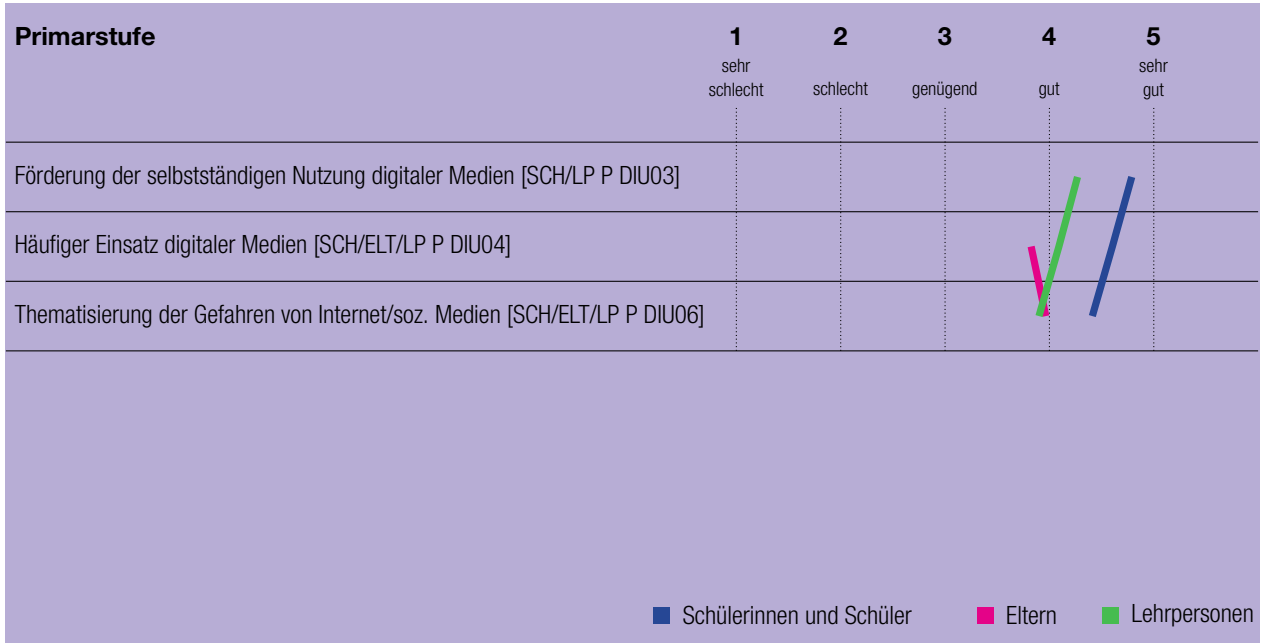 Primarstufe 1 2 3 4 5
sehr sehr
schlecht schlecht genügend gut gut
Förderung der selbstständigen Nutzung digitaler Medien [SCH/LP P DIU03]
Häufiger Einsatz digitaler Medien [SCH/ELT/LP P DIU04]
Thematisierung der Gefahren von Internet/soz. Medien [SCH/ELT/LP P DIU06]
Schülerinnen und Schüler Eltern Lehrpersonen